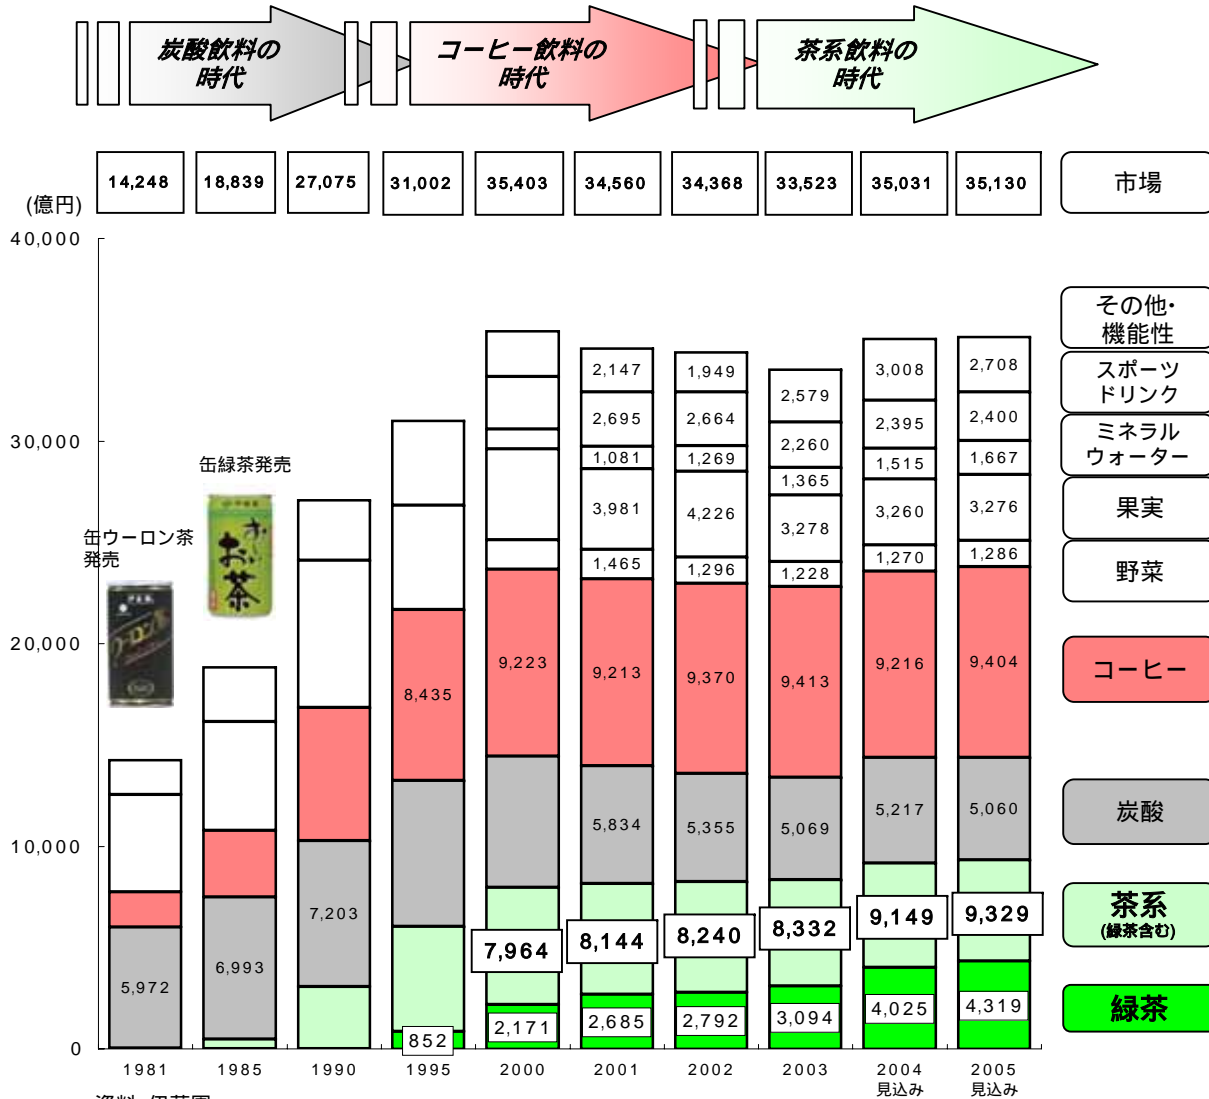 炭酸飲料の
時代
コーヒー飲料の
時代
茶系飲料の
時代
14,248 18,839 27,075 31,002 35,403 34,560 34,368 33,523 35,031 35,130 市場
(億円)
40,000
30,000
20,000
10,000
0
缶ウーロン茶
発売
缶緑茶発売
お〜い
お茶
ウーロン茶
その他・
機能性
2,147 1,949 2,579 3,008 2,708
スポーツ
ドリンク
2,695 2,664 2,260 2,395 2,400
ミネラル
ウォーター
1,081 1,269 1,365 1,515 1,667
果実
3,981 4,226 3,278 3,260 3,276
野菜
1,465 1,296 1,228 1,270 1,286
コーヒー
8,435 9,223 9,213 9,370 9,413 9,216 9,404
炭酸
5,972 6,993 7,203 5,834 5,355 5,069 5,217 5,060
茶系
(緑茶含む)
7,964 8,144 8,240 8,332 9,149 9,329
緑茶
852 2,171 2,685 2,792 3,094 4,025 4,319
1981 1985 1990 1995 2000 2001 2002 2003 2004 2005
見込み 見込み